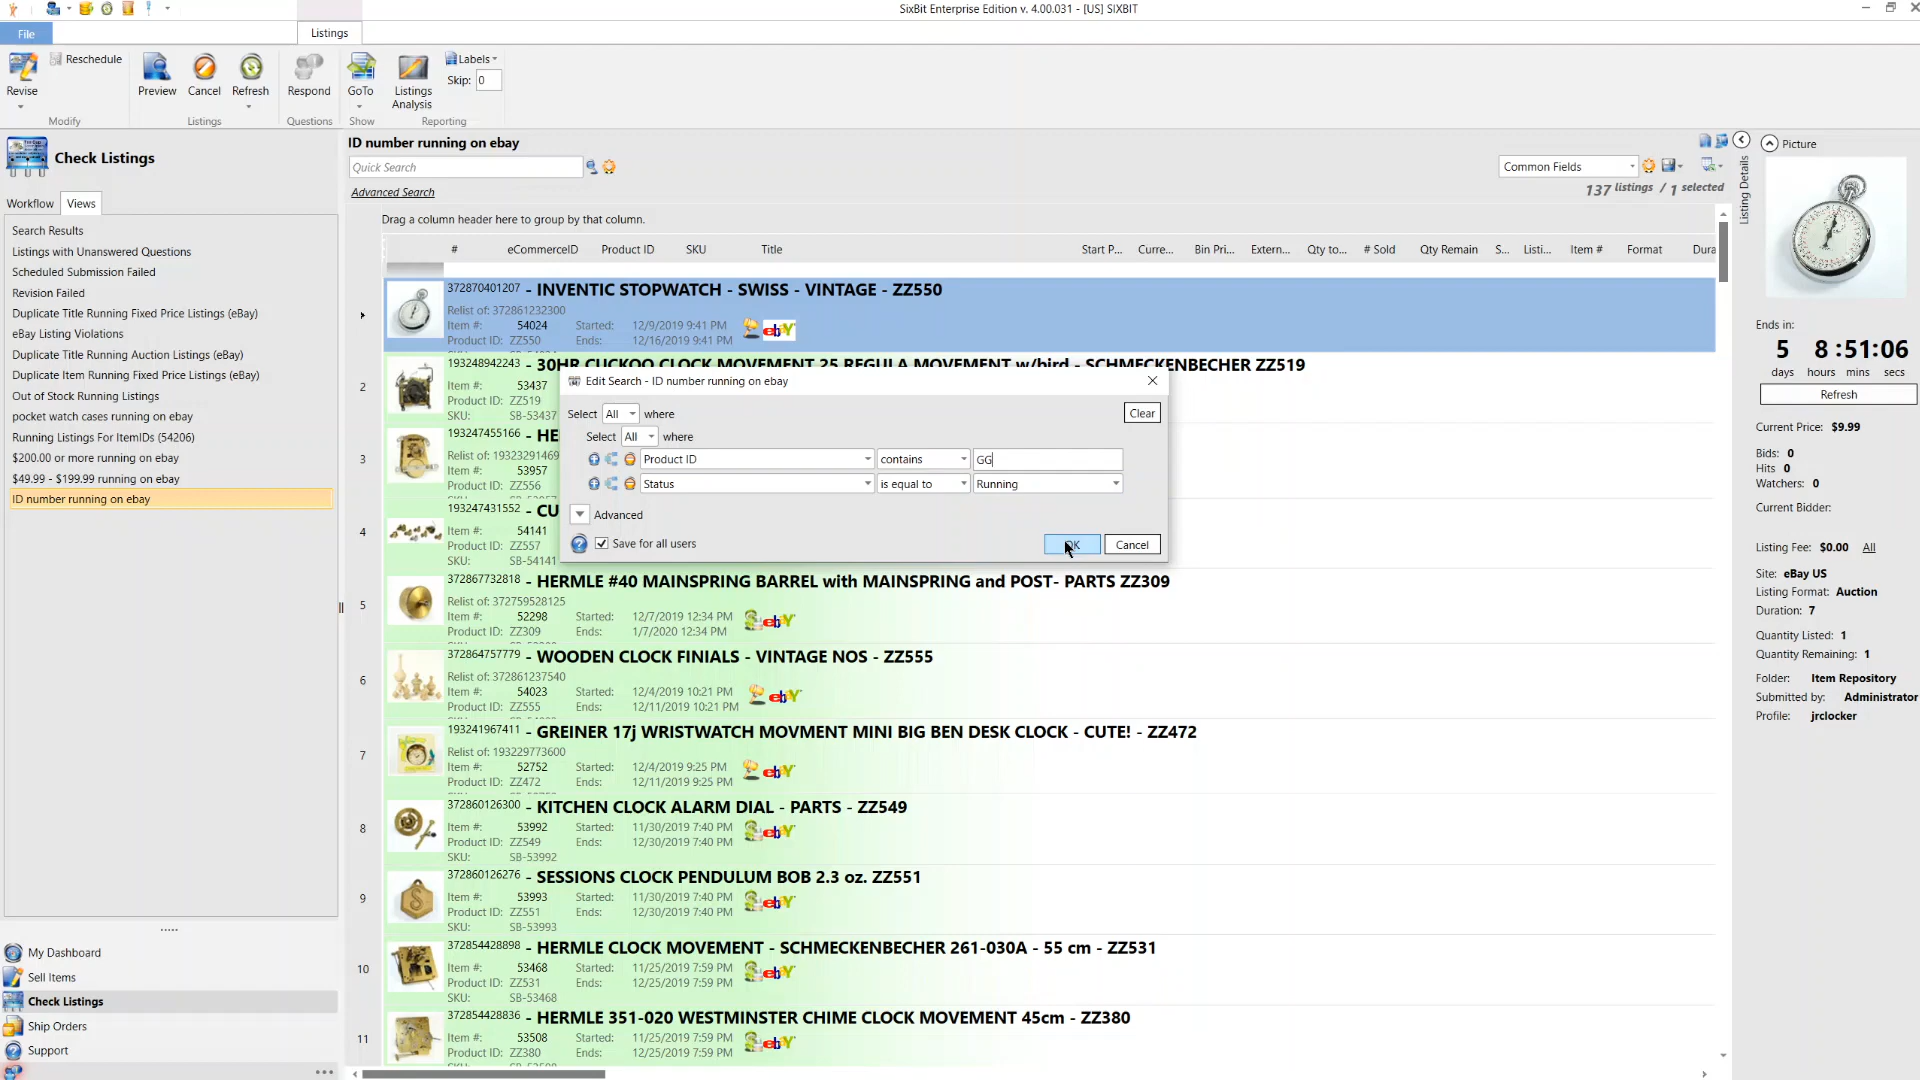 SixBit Enterprise Edition v. 4.00.031 - [US] SIXBIT
File
Listings
Revise
Reschedule
Preview
Cancel
Refresh
Respond
GoTo
Listings Analysis
Labels
Skip: 0
Modify
Listings
Questions
Show
Reporting
Check Listings
Workflow
Views
Search Results
Listings with Unanswered Questions
Scheduled Submission Failed
Revision Failed
Duplicate Title Running Fixed Price Listings (eBay)
eBay Listing Violations
Duplicate Title Running Auction Listings (eBay)
Duplicate Item Running Fixed Price Listings (eBay)
Out of Stock Running Listings
pocket watch cases running on ebay
Running Listings For ItemIDs (54206)
$200.00 or more running on ebay
$49.99 - $199.99 running on ebay
ID number running on ebay
My Dashboard
Sell Items
Check Listings
Ship Orders
Support
ID number running on ebay
Quick Search
Advanced Search
Common Fields
137 listings / 1 selected
Drag a column header here to group by that column.
# eCommerceID Product ID SKU Title Start P... Curre... Bin Pri... Extern... Qty to... # Sold Qty Remain S... Listi... Item # Format Dura
372870401207 - INVENTIC STOPWATCH - SWISS - VINTAGE - ZZ550
Relist of: 372861232300
Item #: 54024 Started: 12/9/2019 9:41 PM ebY
Product ID: ZZ550 Ends: 12/16/2019 9:41 PM
2 193248942243 - 30HR CUCKOO CLOCK MOVEMENT 25 REGULA MOVEMENT w/bird - SCHMECKENBECHER ZZ519
Item #: 53437
Product ID: ZZ519
SKU: SB-53437
3 193247455166 - HE
Relist of: 19323291469
Item #: 53957
Product ID: ZZ556
4 193247431552 - CU
Item #: 54141
Product ID: ZZ557
SKU: SB-54141
5 372867732818 - HERMLE #40 MAINSPRING BARREL with MAINSPRING and POST- PARTS ZZ309
Relist of: 372759528125
Item #: 52298 Started: 12/7/2019 12:34 PM ebY
Product ID: ZZ309 Ends: 1/7/2020 12:34 PM
6 372864757779 - WOODEN CLOCK FINIALS - VINTAGE NOS - ZZ555
Relist of: 372861237540
Item #: 54023 Started: 12/4/2019 10:21 PM ebY
Product ID: ZZ555 Ends: 12/11/2019 10:21 PM
7 193241967411 - GREINER 17j WRISTWATCH MOVMENT MINI BIG BEN DESK CLOCK - CUTE! - ZZ472
Relist of: 193229773600
Item #: 52752 Started: 12/4/2019 9:25 PM ebY
Product ID: ZZ472 Ends: 12/11/2019 9:25 PM
8 372860126300 - KITCHEN CLOCK ALARM DIAL - PARTS - ZZ549
Item #: 53992 Started: 11/30/2019 7:40 PM ebY
Product ID: ZZ549 Ends: 12/30/2019 7:40 PM
SKU: SB-53992
9 372860126276 - SESSIONS CLOCK PENDULUM BOB 2.3 oz. ZZ551
Item #: 53993 Started: 11/30/2019 7:40 PM ebY
Product ID: ZZ551 Ends: 12/30/2019 7:40 PM
SKU: SB-53993
10 372854428898 - HERMLE CLOCK MOVEMENT - SCHMECKENBECHER 261-030A - 55 cm - ZZ531
Item #: 53468 Started: 11/25/2019 7:59 PM ebY
Product ID: ZZ531 Ends: 12/25/2019 7:59 PM
SKU: SB-53468
11 372854428836 - HERMLE 351-020 WESTMINSTER CHIME CLOCK MOVEMENT 45cm - ZZ380
Item #: 53508 Started: 11/25/2019 7:59 PM ebY
Product ID: ZZ380 Ends: 12/25/2019 7:59 PM
Edit Search - ID number running on ebay
Select All where
Clear
Select All where
Product ID contains GG
Status is equal to Running
Advanced
Save for all users
OK
Cancel
Listing Details
Picture
Ends in:
5 8 :51:06
days hours mins secs
Refresh
Current Price: $9.99
Bids: 0
Hits 0
Watchers: 0
Current Bidder:
Listing Fee: $0.00 All
Site: eBay US
Listing Format: Auction
Duration: 7
Quantity Listed: 1
Quantity Remaining: 1
Folder: Item Repository
Submitted by: Administrator
Profile: jrclocker